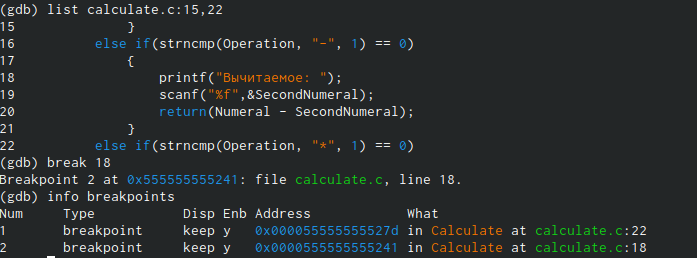 (gdb) list calculate.c:15,22
15 }
16 else if(strncmp(Operation, "-", 1) == 0)
17 {
18 printf("Вычитаемое: ");
19 scanf("%f",&SecondNumeral);
20 return(Numeral - SecondNumeral);
21 }
22 else if(strncmp(Operation, "*", 1) == 0)
(gdb) break 18
Breakpoint 2 at 0x555555555241: file calculate.c, line 18.
(gdb) info breakpoints
Num Type Disp Enb Address What
1 breakpoint keep y 0x000055555555527d in Calculate at calculate.c:22
2 breakpoint keep y 0x0000555555555241 in Calculate at calculate.c:18